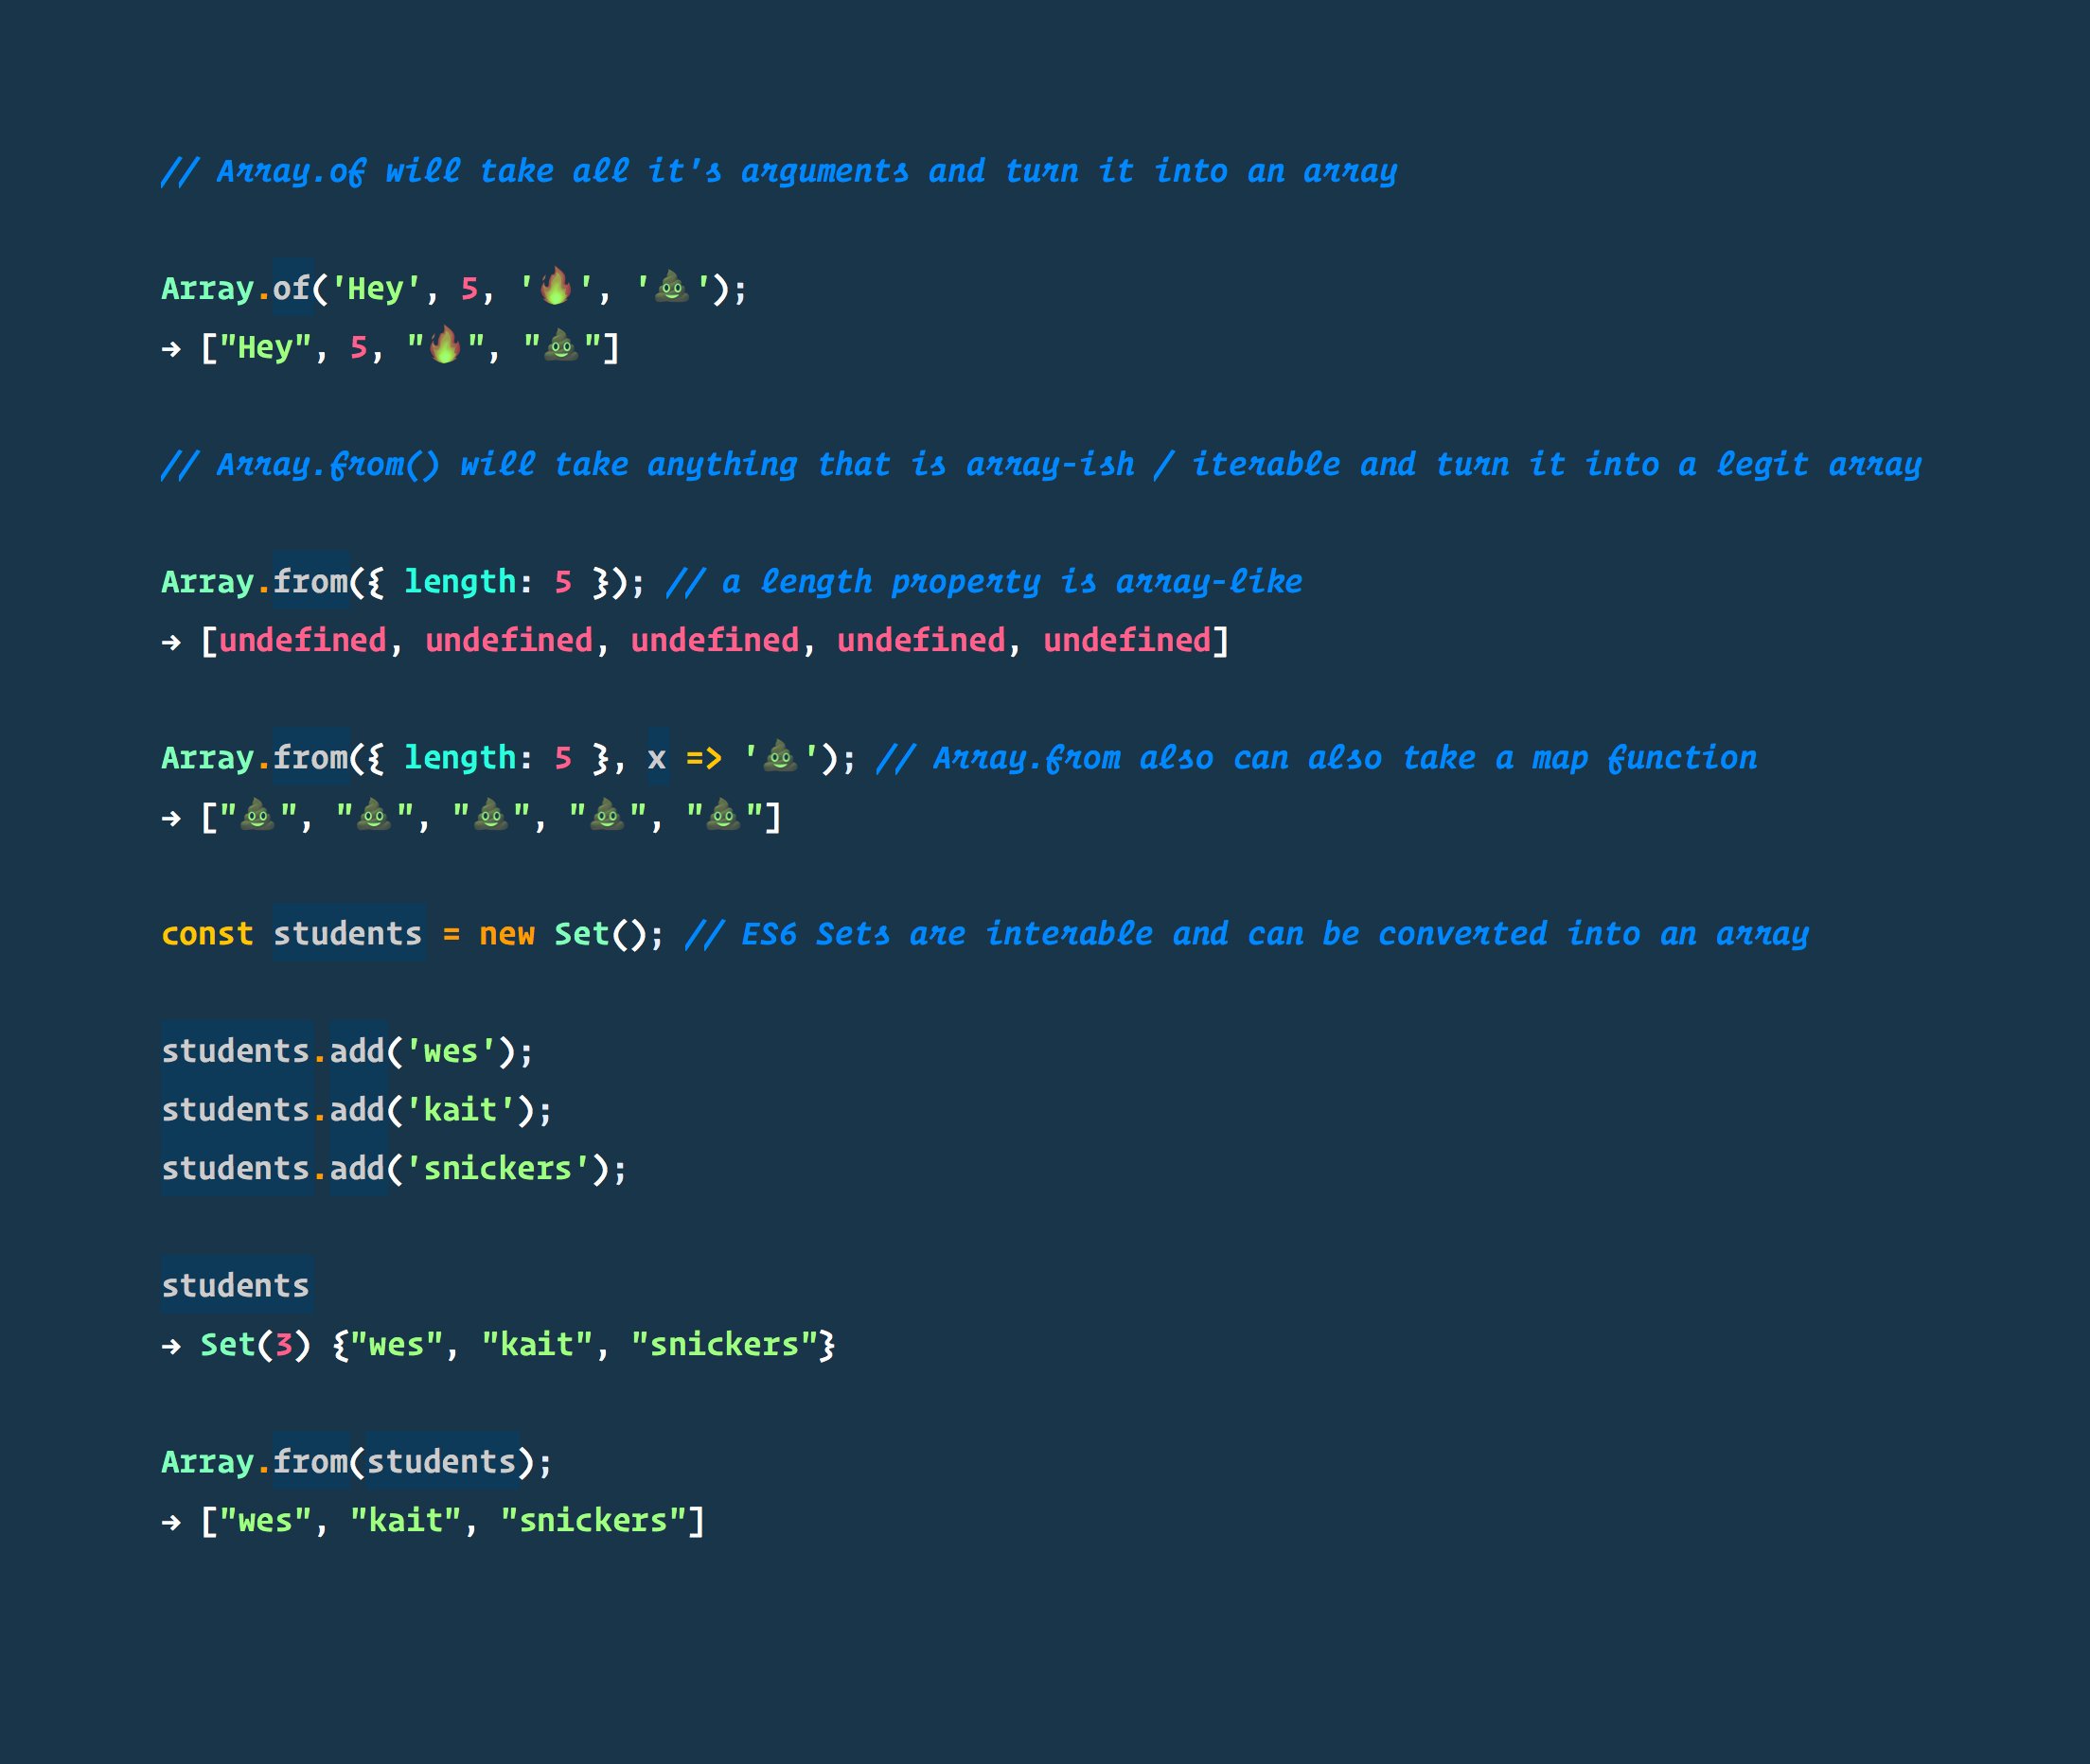 // Array.of will take all it's arguments and turn it into an array
Array.of('Hey', 5, '🔥', '💩');
→ ["Hey", 5, "🔥", "💩"]
// Array.from() will take anything that is array-ish / iterable and turn it into a legit array
Array.from({ length: 5 }); // a length property is array-like
→ [undefined, undefined, undefined, undefined, undefined]
Array.from({ length: 5 }, x => '💩'); // Array.from also can also take a map function
→ ["💩", "💩", "💩", "💩", "💩"]
const students = new Set(); // ES6 Sets are interable and can be converted into an array
students.add('wes');
students.add('kait');
students.add('snickers');
students
→ Set(3) {"wes", "kait", "snickers"}
Array.from(students);
→ ["wes", "kait", "snickers"]